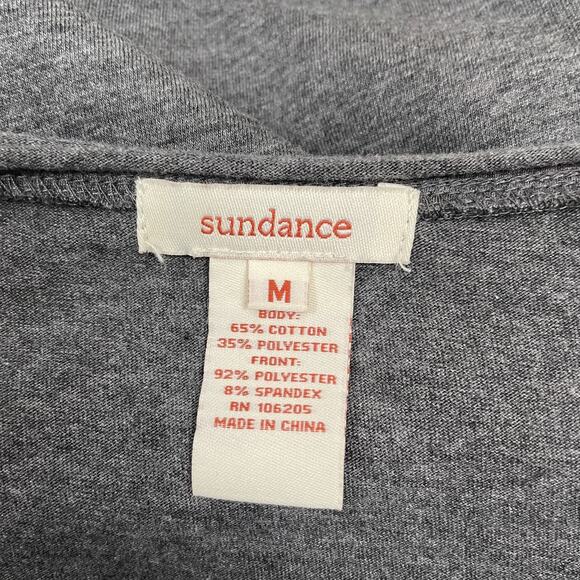 sundance
M
BODY:
65% COTTON
35% POLYESTER
FRONT:
92% POLYESTER
8% SPANDEX
RN 106205
MADE IN CHINA